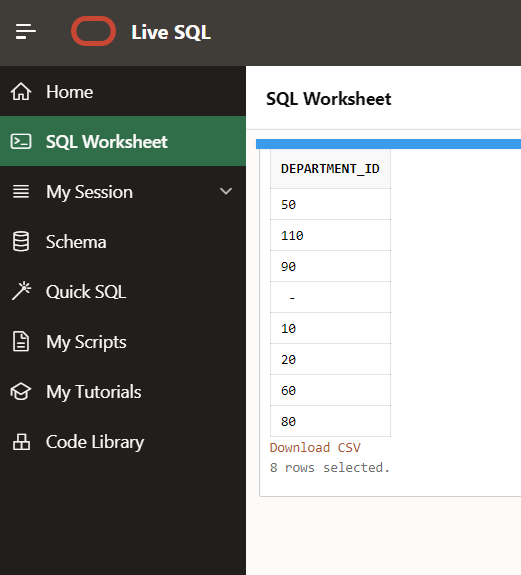 Live SQL
Home
SQL Worksheet
My Session
Schema
Quick SQL
My Scripts
My Tutorials
Code Library
SQL Worksheet
DEPARTMENT_ID
50
110
90
-
10
20
60
80
Download CSV
8 rows selected.